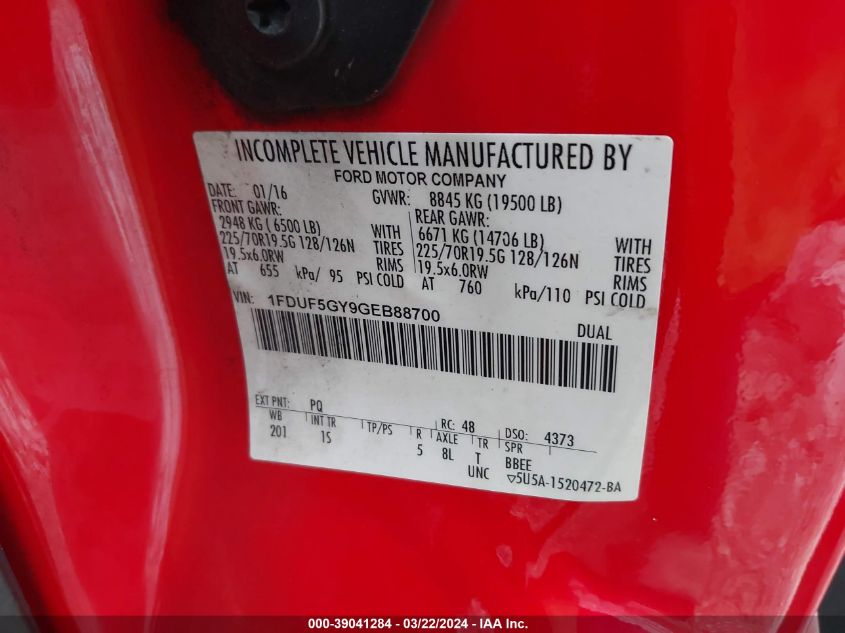 INCOMPLETE VEHICLE MANUFACTURED BY
FORD MOTOR COMPANY
DATE: 01/16 GVWR: 8845 KG (19500 LB)
FRONT GAWR: REAR GAWR:
2948 KG (6500 LB) WITH 6671 KG (14706 LB) WITH
225/70R19.5G 128/126N TIRES 225/70R19.5G 128/126N TIRES
19.5x6.0RW RIMS 19.5x6.0RW RIMS
AT 655 kPa/ 95 PSI COLD AT 760 kPa/110 PSI COLD
VIN: 1FDUF5GY9GEB88700 DUAL
EXT PNT: PQ RC: 48 DSO: 4373
WB INT TR TP/PS R AXLE TR SPR
201 1S 5 8L T BBEE
UNC ▽5U5A-1520472-BA
000-39041284 - 03/22/2024 - IAA Inc.